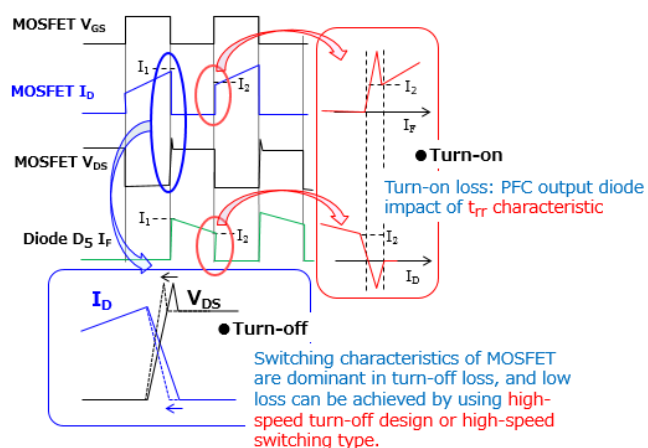 MOSFET VGS
I1
I2
MOSFET ID
I2
IF
MOSFET VDS
● Turn-on
Turn-on loss: PFC output diode
impact of trr characteristic
I1
I2
Diode D5 IF
I2
ID
ID
VDS
● Turn-off
Switching characteristics of MOSFET
are dominant in turn-off loss, and low
loss can be achieved by using high-
speed turn-off design or high-speed
switching type.